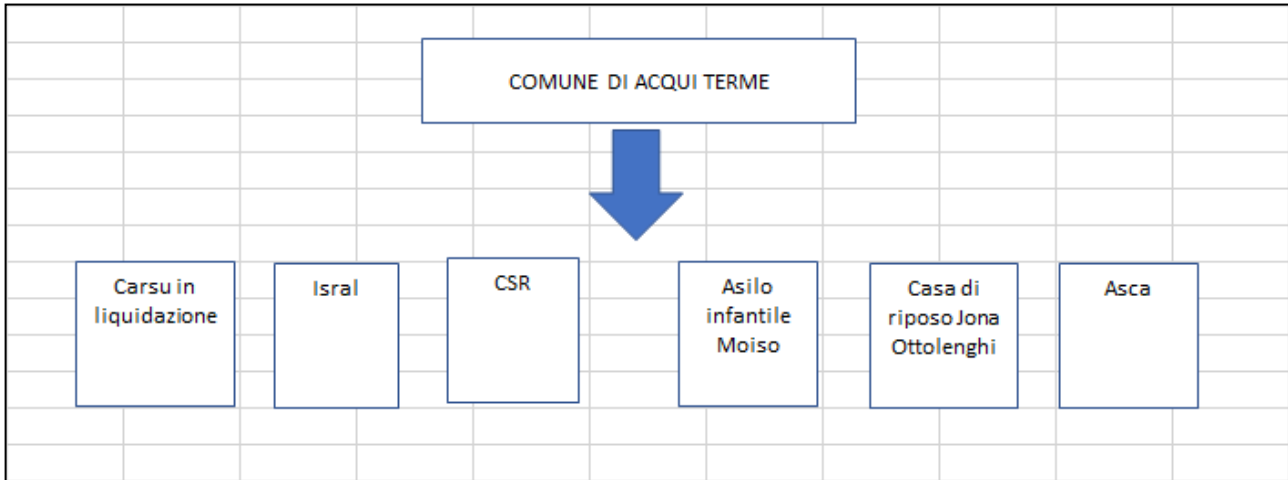 COMUNE DI ACQUI TERME
Carsu in
liquidazione
Isral
CSR
Asilo
infantile
Moiso
Casa di
riposo Jona
Ottolenghi
Asca